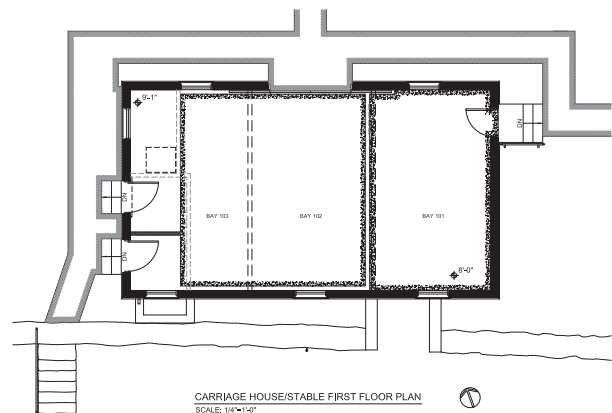 9'-1"
DN
DN
DN
BAY 103
BAY 102
BAY 101
8'-0"
CARRIAGE HOUSE/STABLE FIRST FLOOR PLAN
SCALE: 1/4"=1'-0"